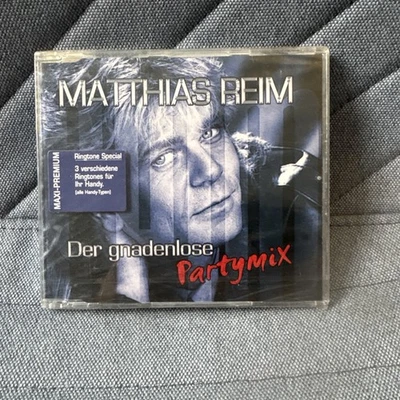 MATTHIAS REIM
MAXI-PREMIUM
Ringtone Special
3 verschiedene
Ringtones für
Ihr Handy.
(alle Handy-Typen)
Der gnadenlose
Partymix